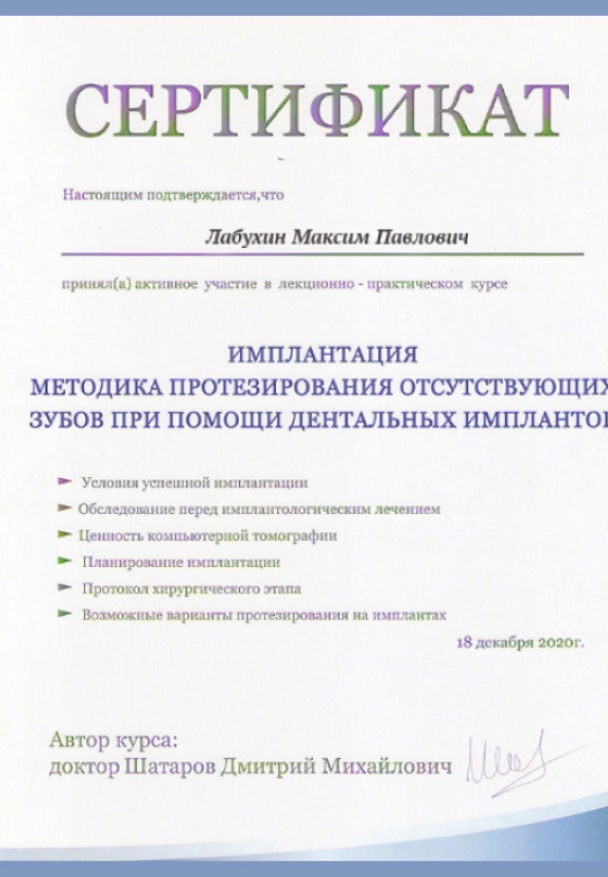 СЕРТИФИКАТ
Настоящим подтверждается,что
Лабухин Максим Павлович
принял(а) активное участие в лекционно - практическом курсе
ИМПЛАНТАЦИЯ
МЕТОДИКА ПРОТЕЗИРОВАНИЯ ОТСУТСТВУЮЩИХ
ЗУБОВ ПРИ ПОМОЩИ ДЕНТАЛЬНЫХ ИМПЛАНТОВ
Условия успешной имплантации
Обследование перед имплантологическим лечением
Ценность компьютерной томографии
Планирование имплантации
Протокол хирургического этапа
Возможные варианты протезирования на имплантах
18 декабря 2020г.
Автор курса:
доктор Шатаров Дмитрий Михайлович